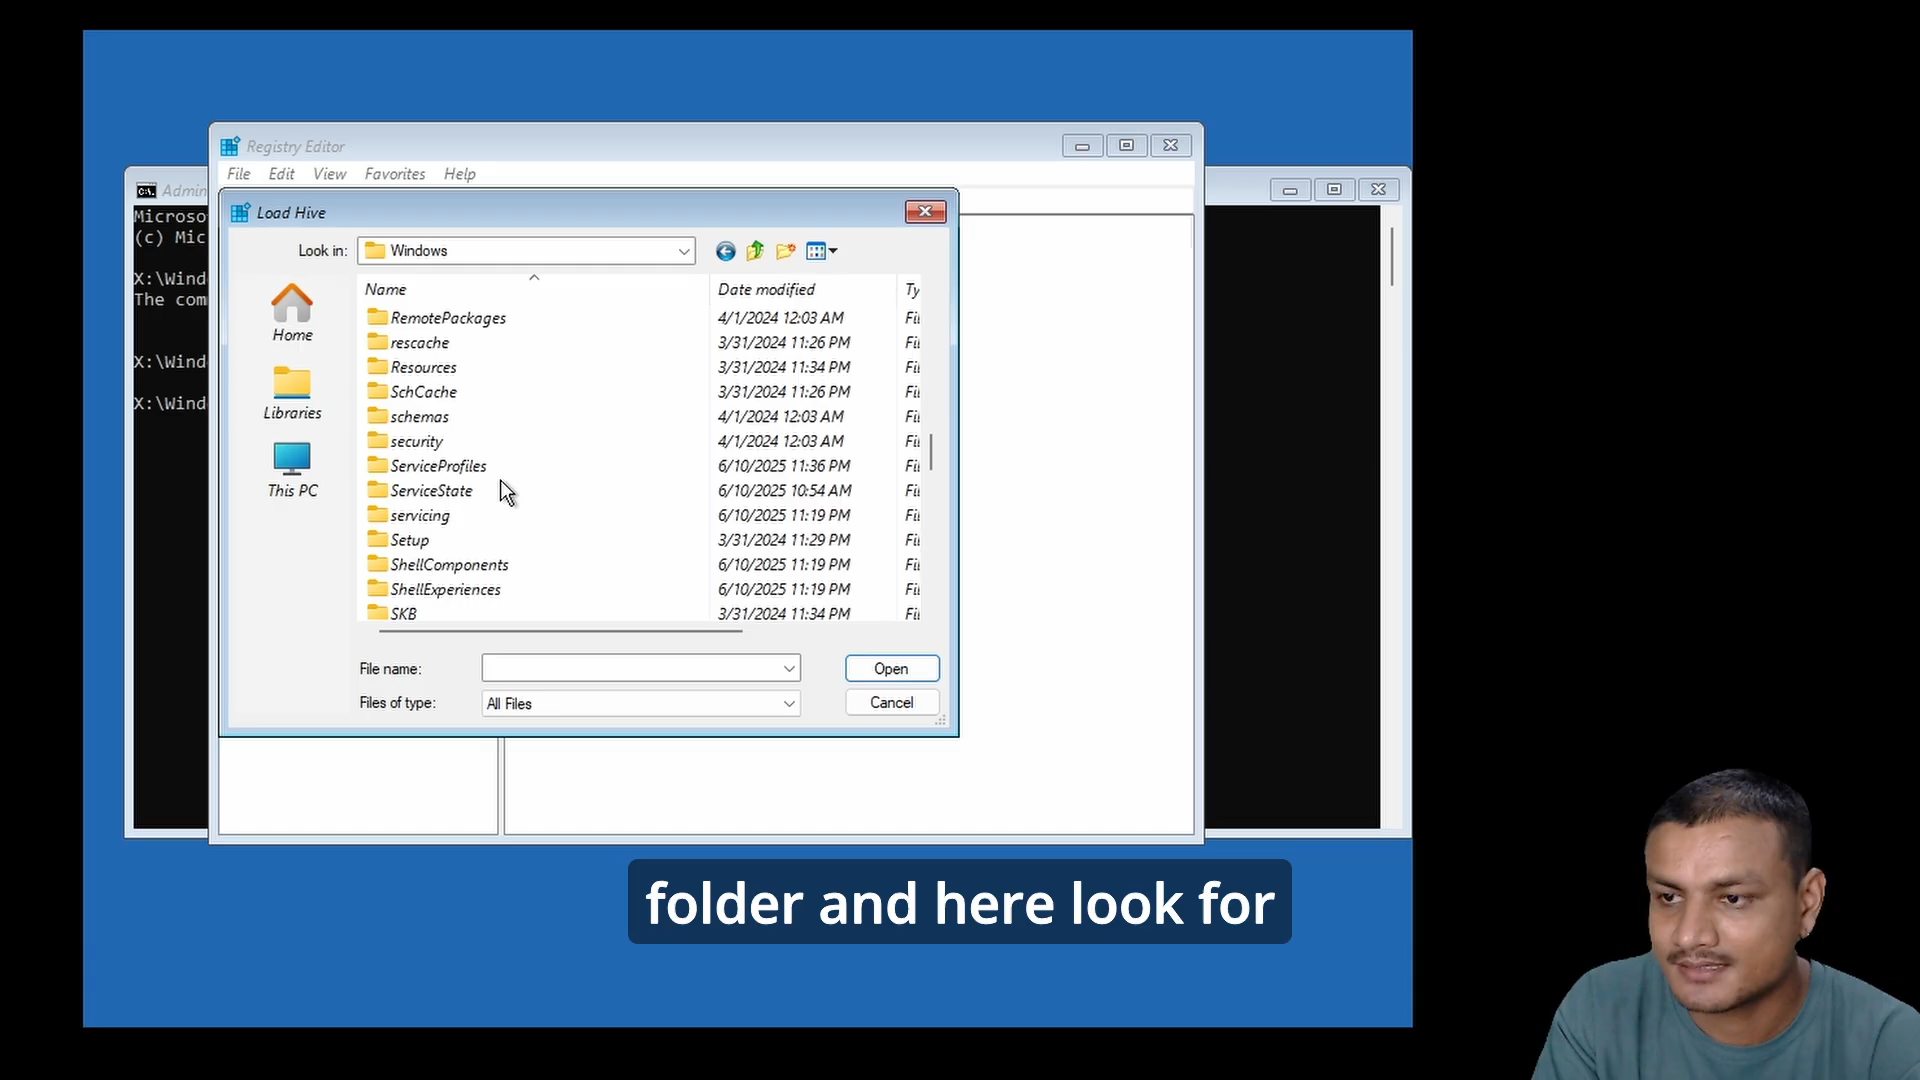 Registry Editor
File Edit View Favorites Help
Admin
Microso
(c) Mic
X:\Wind
The com
X:\Wind
X:\Wind
Load Hive
Look in: Windows
Home
Libraries
This PC
Name Date modified Ty
RemotePackages 4/1/2024 12:03 AM Fil
rescache 3/31/2024 11:26 PM Fil
Resources 3/31/2024 11:34 PM Fil
SchCache 3/31/2024 11:26 PM Fil
schemas 4/1/2024 12:03 AM Fil
security 4/1/2024 12:03 AM Fil
ServiceProfiles 6/10/2025 11:36 PM Fil
ServiceState 6/10/2025 10:54 AM Fil
servicing 6/10/2025 11:19 PM Fil
Setup 3/31/2024 11:29 PM Fil
ShellComponents 6/10/2025 11:19 PM Fil
ShellExperiences 6/10/2025 11:19 PM Fil
SKB 3/31/2024 11:34 PM Fil
File name: Open
Files of type: All Files Cancel
folder and here look for